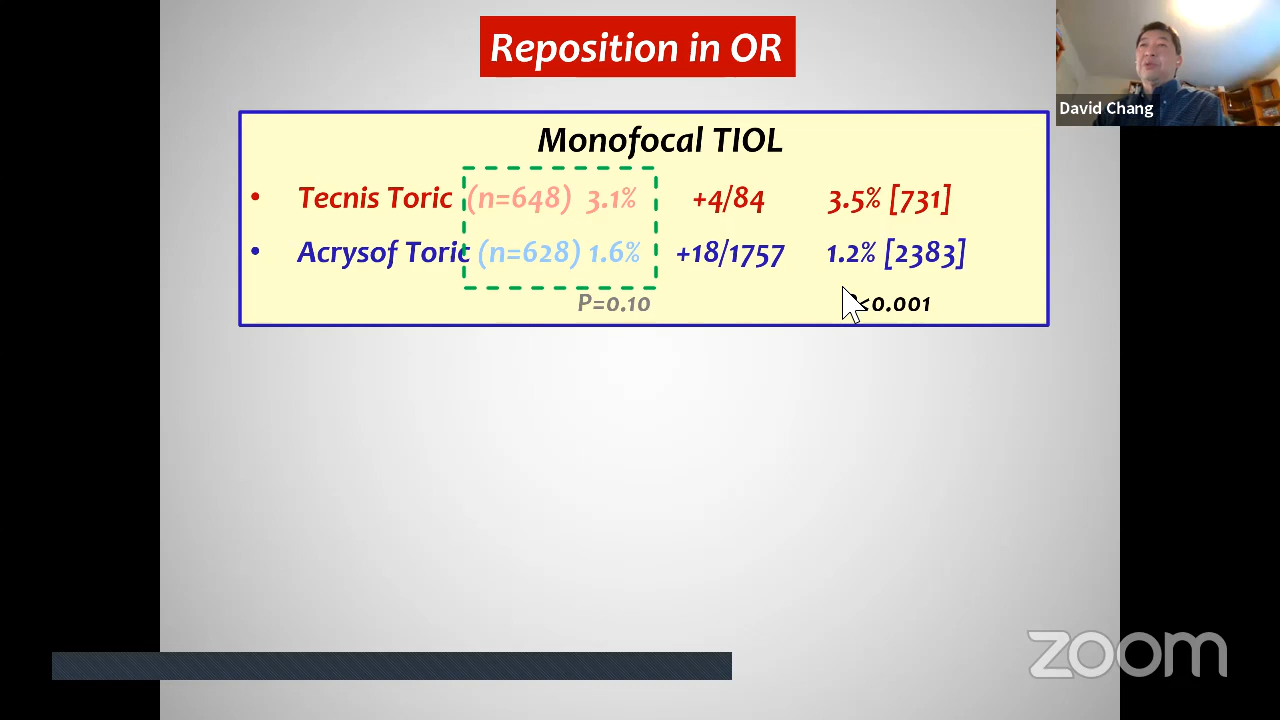 Reposition in OR
David Chang
Monofocal TIOL
• Tecnis Toric (n=648) 3.1% +4/84 3.5% [731]
• Acrysof Toric (n=628) 1.6% +18/1757 1.2% [2383]
P=0.10 <0.001
zoom